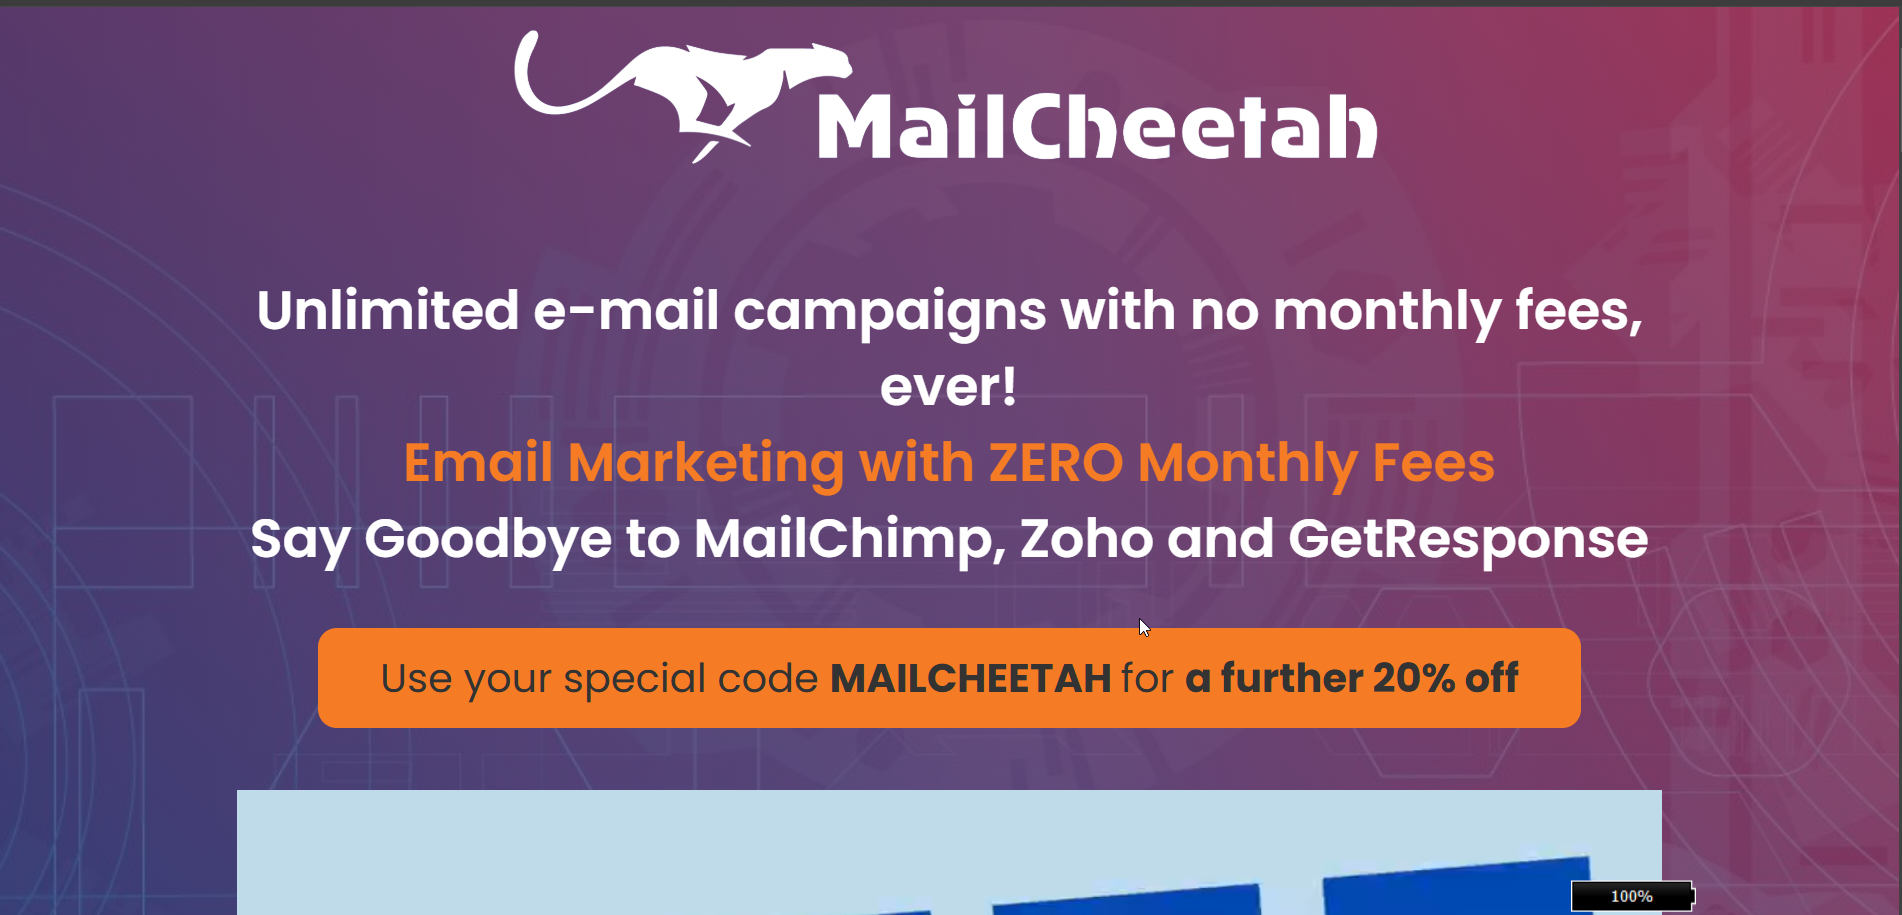 MailCheetah
Unlimited e-mail campaigns with no monthly fees,
ever!
Email Marketing with ZERO Monthly Fees
Say Goodbye to MailChimp, Zoho and GetResponse
Use your special code MAILCHEETAH for a further 20% off
100%